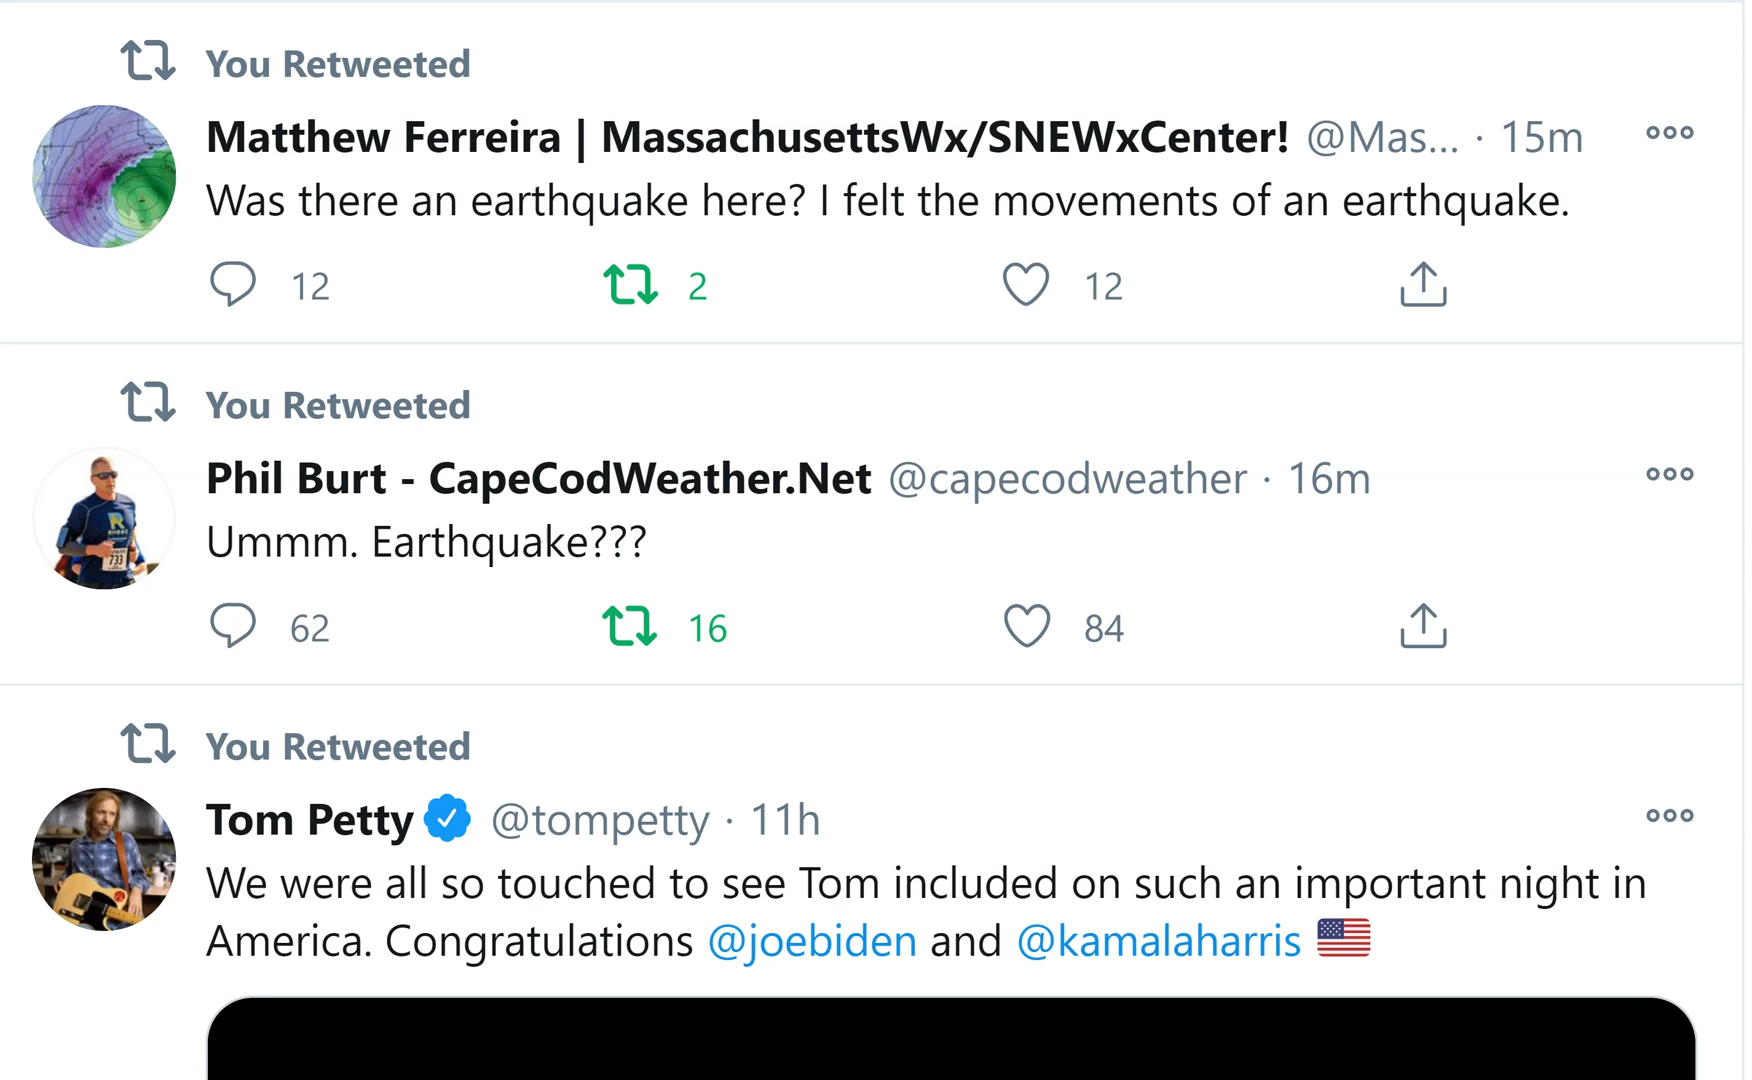 You Retweeted
Matthew Ferreira | MassachusettsWx/SNEWxCenter! @Mas... · 15m
Was there an earthquake here? I felt the movements of an earthquake.
12 2 12
You Retweeted
Phil Burt - CapeCodWeather.Net @capecodweather · 16m
Ummm. Earthquake???
62 16 84
You Retweeted
Tom Petty @tompetty · 11h
We were all so touched to see Tom included on such an important night in
America. Congratulations @joebiden and @kamalaharris 🇺🇸
733